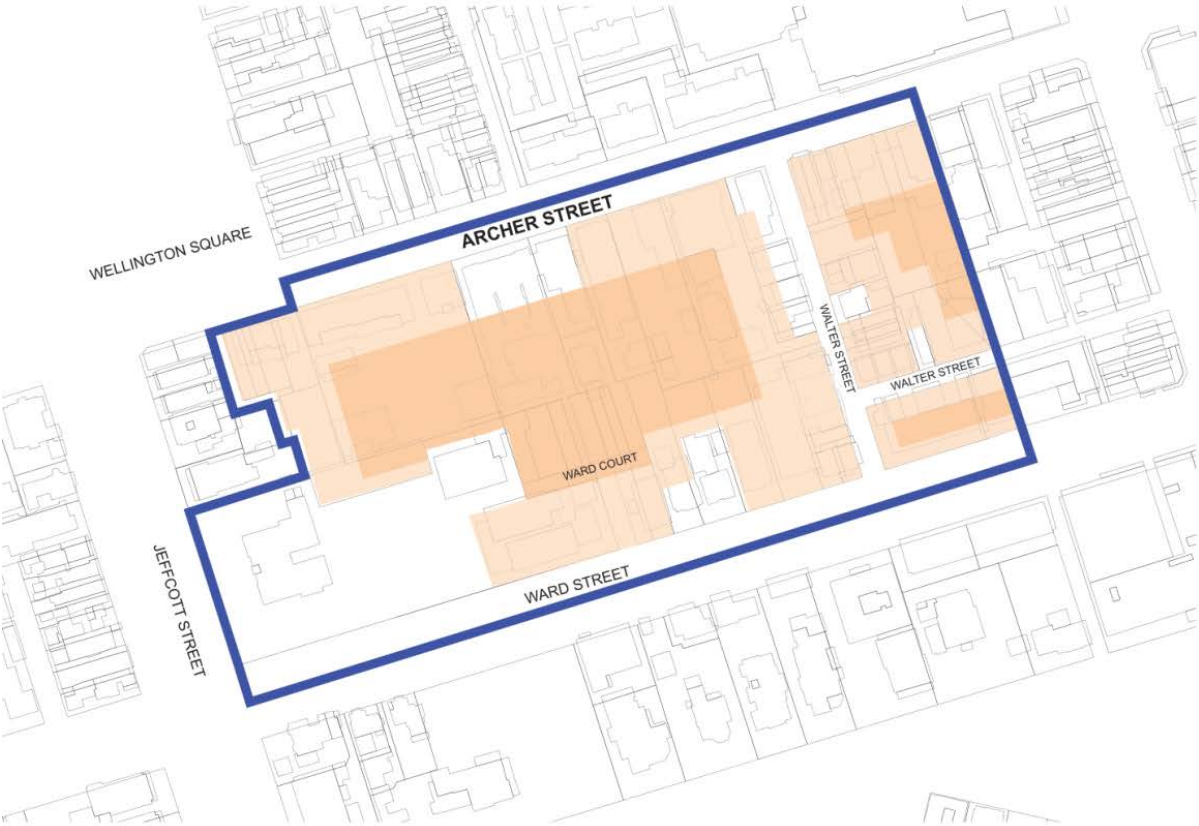 ARCHER STREET
WELLINGTON SQUARE
WALTER STREET
WALTER STREET
WARD COURT
WARD STREET
JEFFCOTT STREET